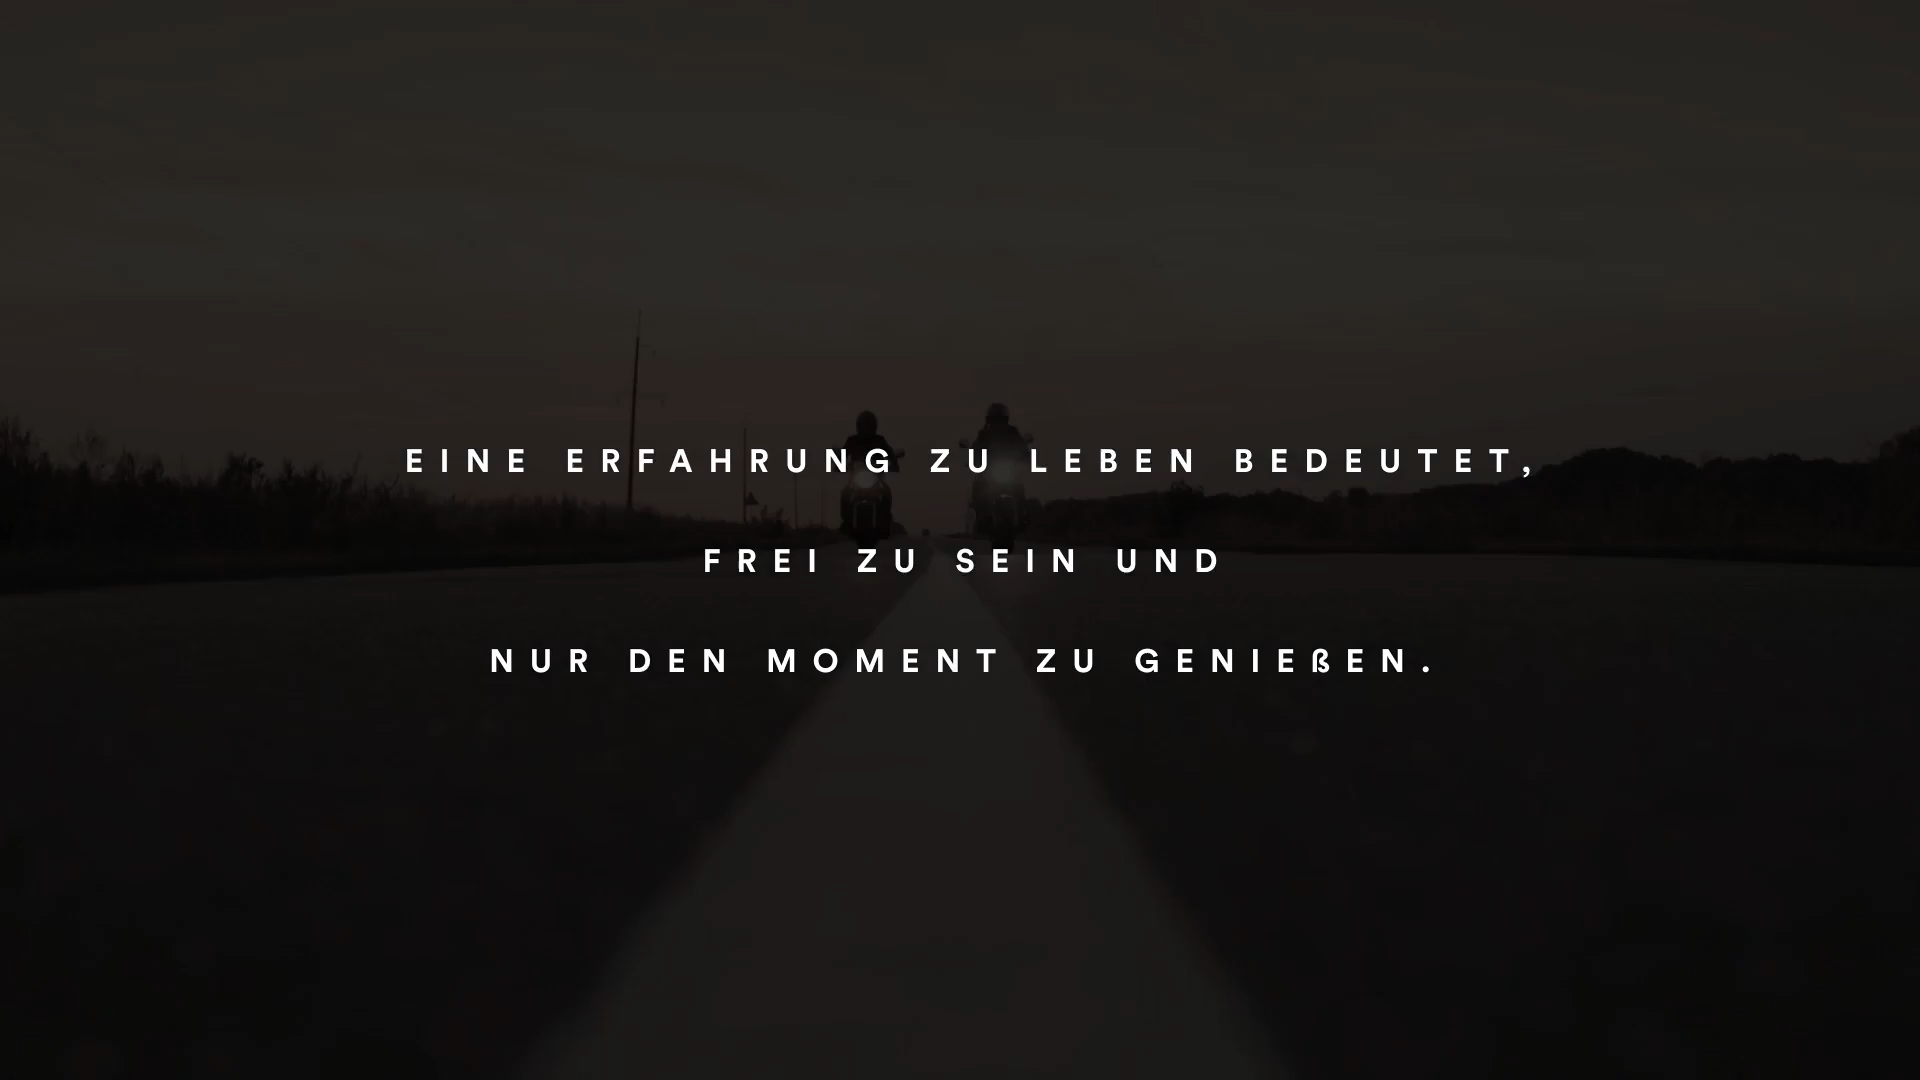 EINE ERFAHRUNG ZU LEBEN BEDEUTET,
FREI ZU SEIN UND
NUR DEN MOMENT ZU GENIEßEN.